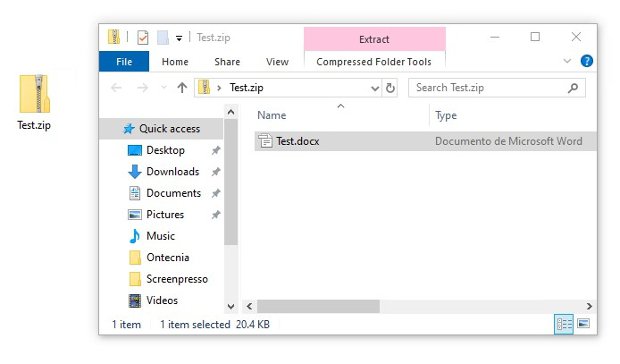 Test.zip
Test.zip
Extract
File
Home
Share
View
Compressed Folder Tools
Test.zip
Search Test.zip
Name
Type
Quick access
Test.docx
Documento de Microsoft Word
Desktop
Downloads
Documents
Pictures
Music
Ontecnia
Screenpresso
Videos
1 item
1 item selected 20.4 KB